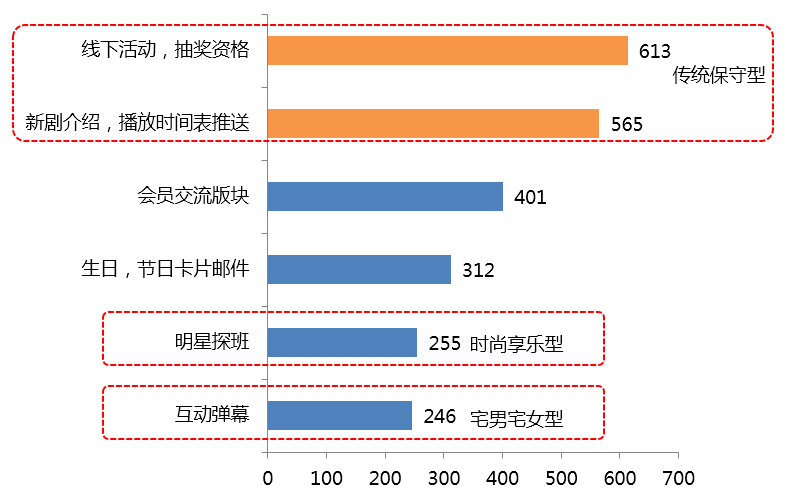 线下活动，抽奖资格
613
传统保守型
新剧介绍，播放时间表推送
565
会员交流版块
401
生日，节日卡片邮件
312
明星探班
255 时尚享乐型
互动弹幕
246 宅男宅女型
0 100 200 300 400 500 600 700